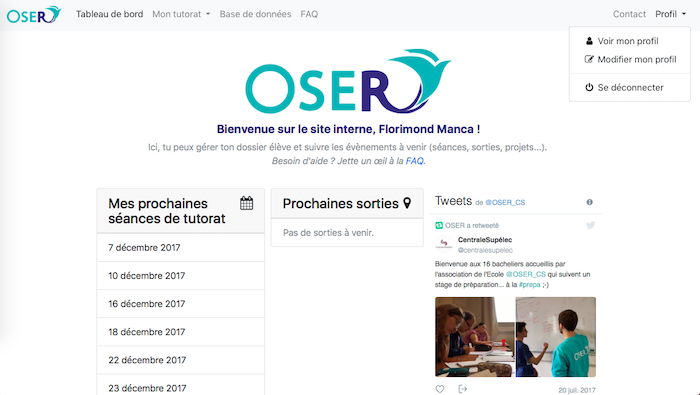 OSER
Tableau de bord
Mon tutorat
Base de données
FAQ
Contact
Profil
Voir mon profil
Modifier mon profil
Se déconnecter
OSER
Bienvenue sur le site interne, Florimond Manca !
Ici, tu peux gérer ton dossier élève et suivre les évènements à venir (séances, sorties, projets...).
Besoin d'aide ? Jette un œil à la FAQ.
Mes prochaines
séances de tutorat
7 décembre 2017
10 décembre 2017
16 décembre 2017
18 décembre 2017
22 décembre 2017
23 décembre 2017
Prochaines sorties
Pas de sorties à venir.
Tweets de @OSER_CS
OSER a retweeté
CentraleSupélec
@centralesupelec
Bienvenue aux 16 bacheliers accueillis par
l'association de l'Ecole @OSER_CS qui suivent un
stage de préparation... à la #prepa ;-)
20 juil. 2017